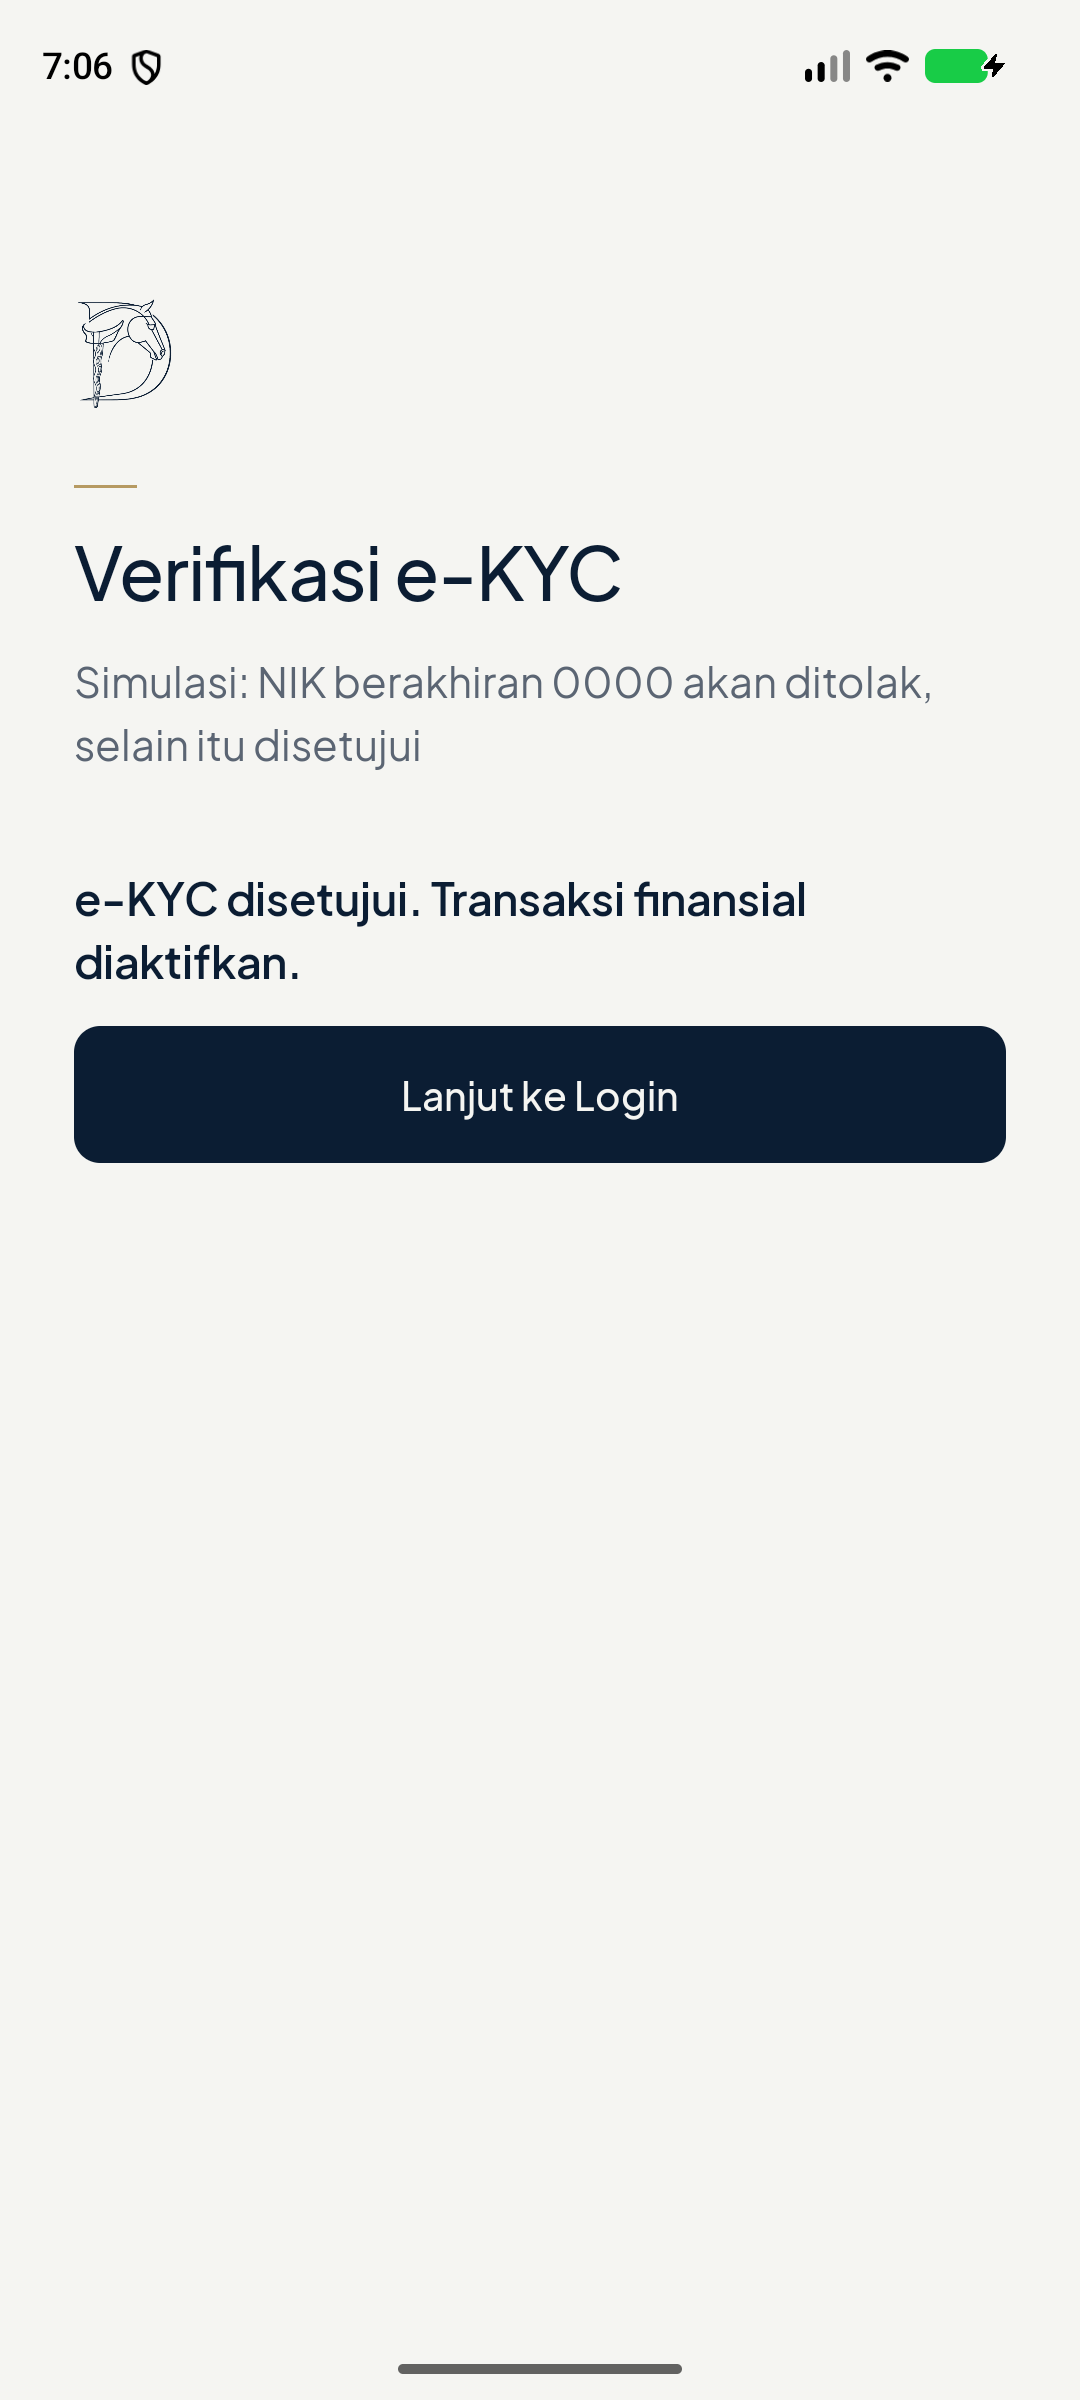 7:06
Verifikasi e-KYC
Simulasi: NIK berakhiran 0000 akan ditolak,
selain itu disetujui
e-KYC disetujui. Transaksi finansial
diaktifkan.
Lanjut ke Login